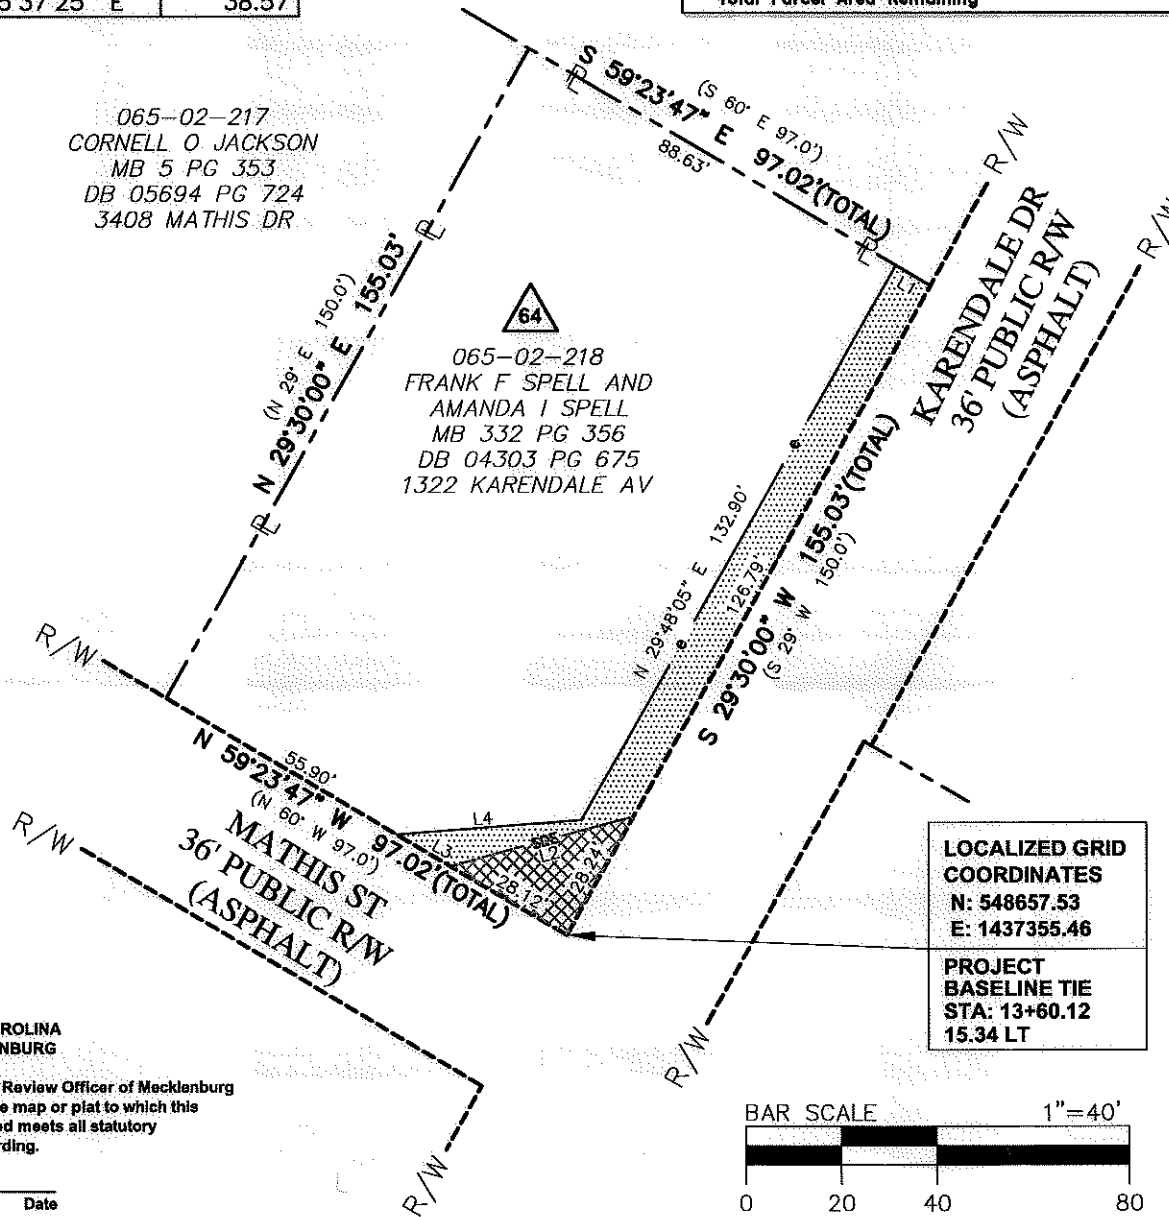 E
38.57
Total Parcel Area Remaining
065-02-217
CORNELL O JACKSON
MB 5 PG 353
DB 05694 PG 724
3408 MATHIS DR
S 59°23'47" E 97.02'(TOTAL)
(S 60° E 97.0')
88.63'
PL
PL
L1
R/W
R/W
KARENDALE DR
36' PUBLIC R/W
(ASPHALT)
PL
(N 29° E 150.0')
N 29°30'00" E 155.03'
PL
64
065-02-218
FRANK F SPELL AND
AMANDA I SPELL
MB 332 PG 356
DB 04303 PG 675
1322 KARENDALE AV
e
e
N 29°48'05" E 132.90'
126.79'
S 29°30'00" W 155.03'(TOTAL)
(S 29° W 150.0')
R/W
55.90'
N 59°23'47" W 97.02'(TOTAL)
(N 60° W 97.0')
L4
L3
SDS
L2
28.12'
28.24'
R/W
MATHIS ST
36' PUBLIC R/W
(ASPHALT)
LOCALIZED GRID
COORDINATES
N: 548657.53
E: 1437355.46
PROJECT
BASELINE TIE
STA: 13+60.12
15.34 LT
R/W
R/W
Review Officer of Mecklenburg
map or plat to which this
meets all statutory
Date
BAR SCALE 1"=40'
0 20 40 80